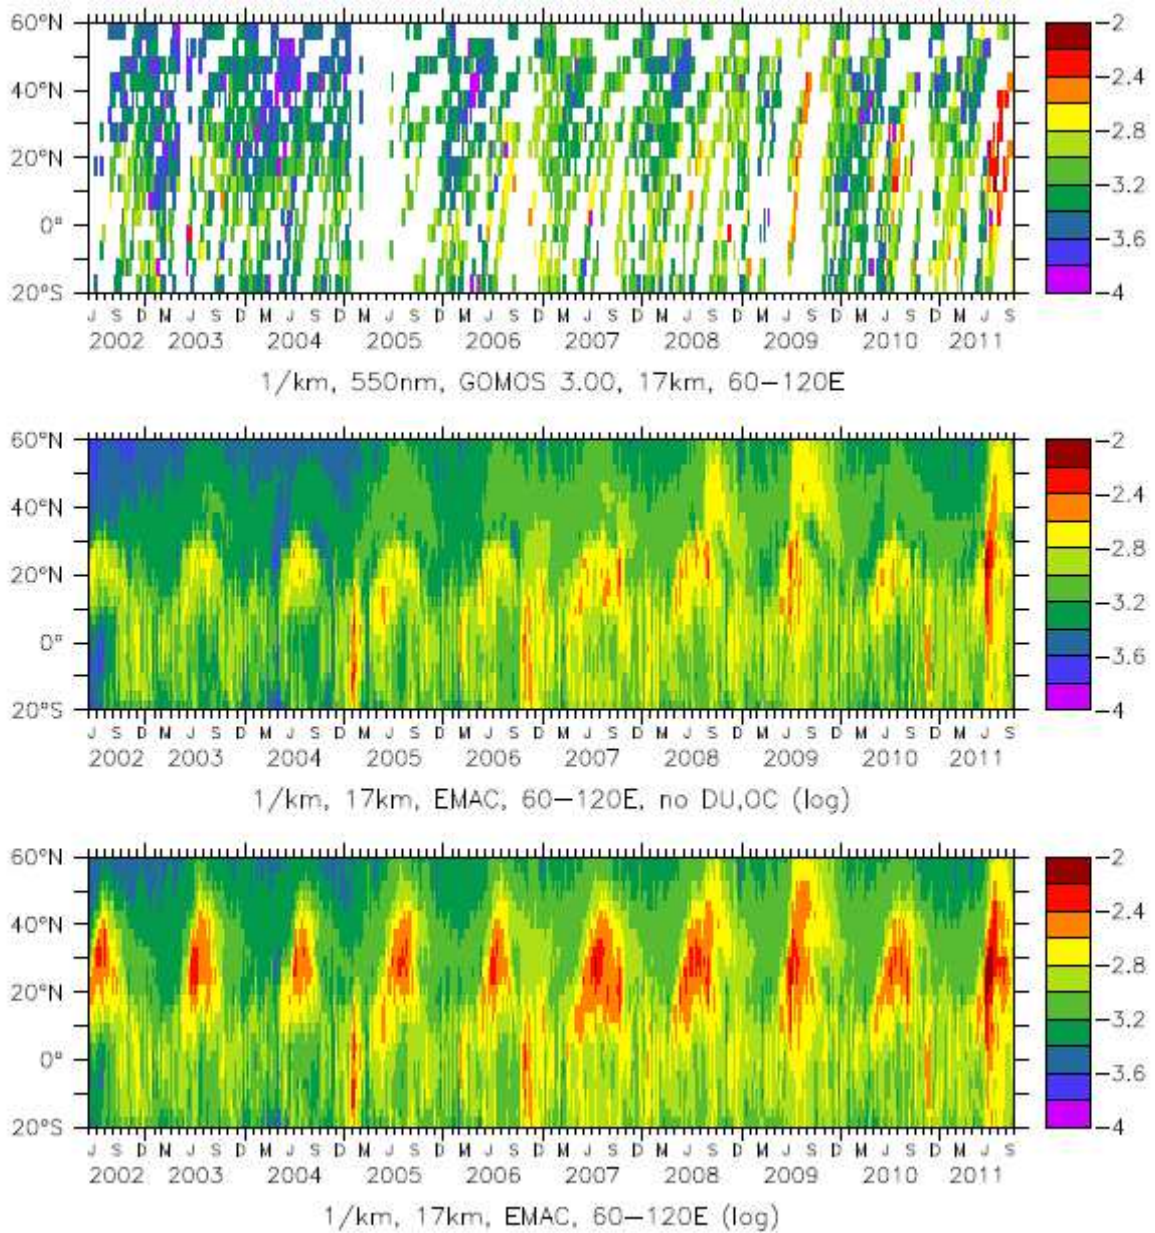 60°N
40°N
20°N
0°
20°S
J S D M J S D M J S D M J S D M J S D M J S D M J S D M J S D M J S D M J S
2002 2003 2004 2005 2006 2007 2008 2009 2010 2011
−2
−2.4
−2.8
−3.2
−3.6
−4
1/km, 550nm, GOMOS 3.00, 17km, 60−120E
60°N
40°N
20°N
0°
20°S
J S D M J S D M J S D M J S D M J S D M J S D M J S D M J S D M J S D M J S
2002 2003 2004 2005 2006 2007 2008 2009 2010 2011
−2
−2.4
−2.8
−3.2
−3.6
−4
1/km, 17km, EMAC, 60−120E, no DU,OC (log)
60°N
40°N
20°N
0°
20°S
J S D M J S D M J S D M J S D M J S D M J S D M J S D M J S D M J S D M J S
2002 2003 2004 2005 2006 2007 2008 2009 2010 2011
−2
−2.4
−2.8
−3.2
−3.6
−4
1/km, 17km, EMAC, 60−120E (log)